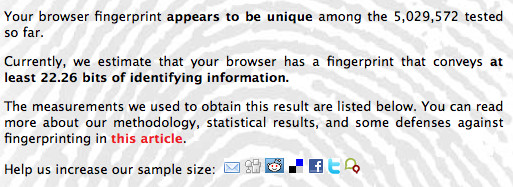 Your browser fingerprint appears to be unique among the 5,029,572 tested
so far.
Currently, we estimate that your browser has a fingerprint that conveys at
least 22.26 bits of identifying information.
The measurements we used to obtain this result are listed below. You can read
more about our methodology, statistical results, and some defenses against
fingerprinting in this article.
Help us increase our sample size: